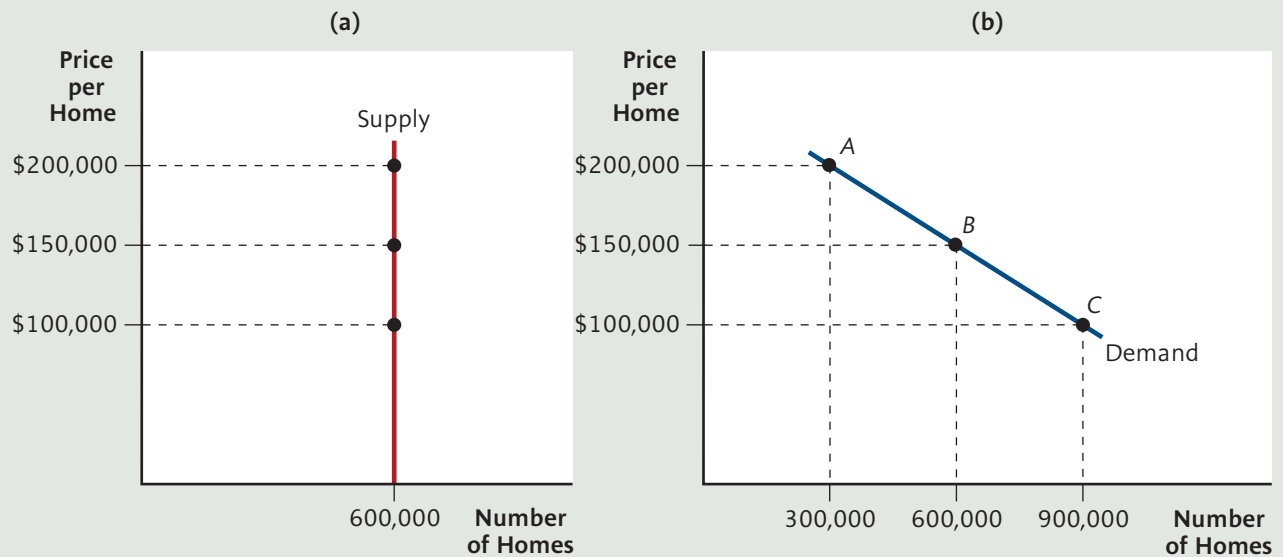 (a)
Price
per
Home
Supply
$200,000
$150,000
$100,000
600,000
Number
of Homes
(b)
Price
per
Home
$200,000
$150,000
$100,000
A
B
C
Demand
300,000
600,000
900,000
Number
of Homes